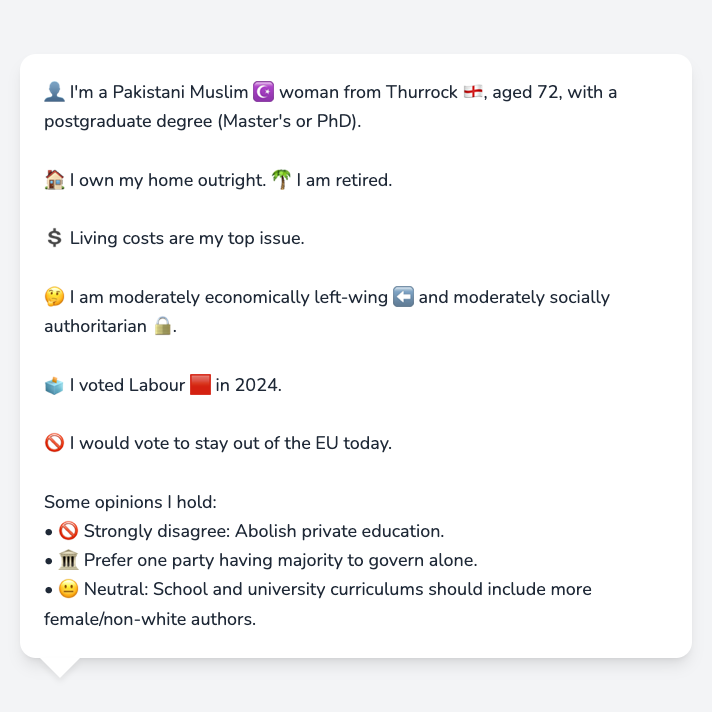 👤 I'm a Pakistani Muslim ☪️ woman from Thurrock 🏴󠁧󠁢󠁥󠁮󠁧󠁿, aged 72, with a
postgraduate degree (Master's or PhD).
🏠 I own my home outright. 🌴 I am retired.
💲 Living costs are my top issue.
🤔 I am moderately economically left-wing ⬅️ and moderately socially
authoritarian 🔒.
🗳️ I voted Labour 🟥 in 2024.
🚫 I would vote to stay out of the EU today.
Some opinions I hold:
• 🚫 Strongly disagree: Abolish private education.
• 🏛️ Prefer one party having majority to govern alone.
• 😐 Neutral: School and university curriculums should include more
female/non-white authors.